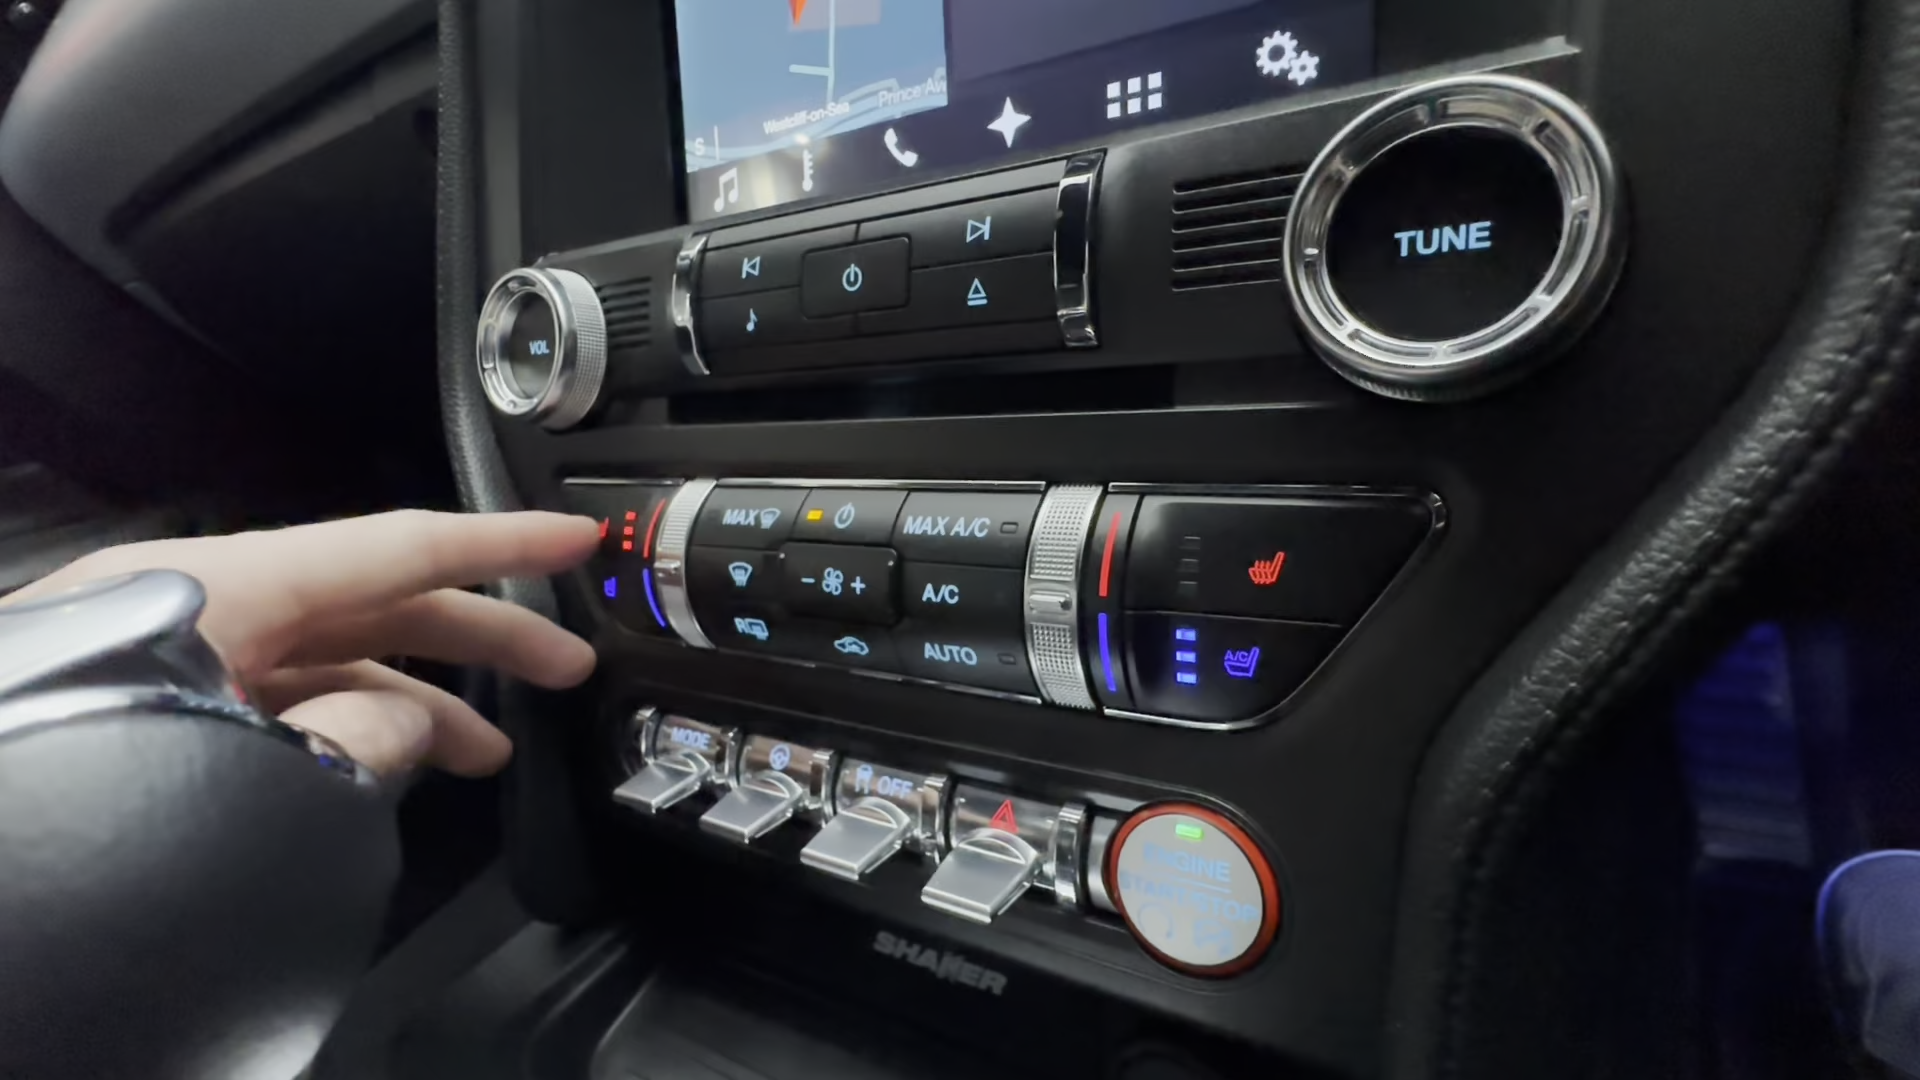 Prince Av
Westcliff-on-Sea
S
TUNE
VOL
MAX
MAX A/C
A/C
R
AUTO
A/C
MODE
OFF
ENGINE
START STOP
SHAKER